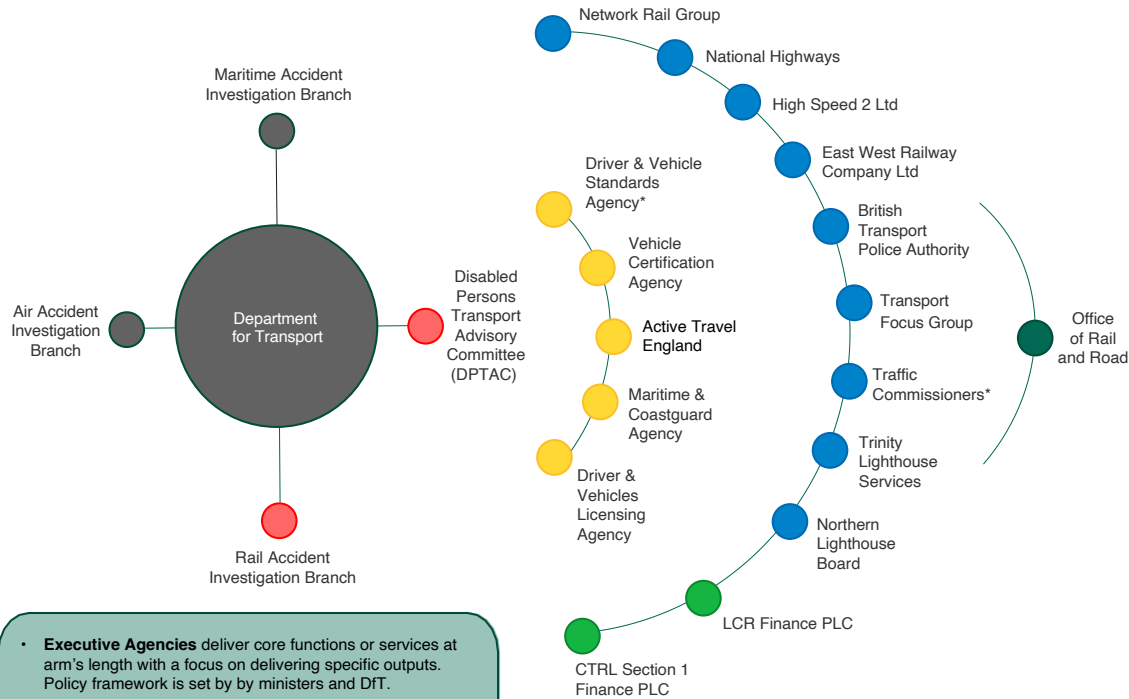 Network Rail Group
National Highways
High Speed 2 Ltd
East West Railway
Company Ltd
British
Transport
Police Authority
Transport
Focus Group
Traffic
Commissioners*
Trinity
Lighthouse
Services
Northern
Lighthouse
Board
LCR Finance PLC
CTRL Section 1
Finance PLC
Office
of Rail
and Road
Driver & Vehicle
Standards
Agency*
Vehicle
Certification
Agency
Active Travel
England
Maritime &
Coastguard
Agency
Driver &
Vehicles
Licensing
Agency
Maritime Accident
Investigation Branch
Air Accident
Investigation
Branch
Department
for Transport
Disabled
Persons
Transport
Advisory
Committee
(DPTAC)
Rail Accident
Investigation Branch
• Executive Agencies deliver core functions or services at
arm's length with a focus on delivering specific outputs.
Policy framework is set by by ministers and DfT.